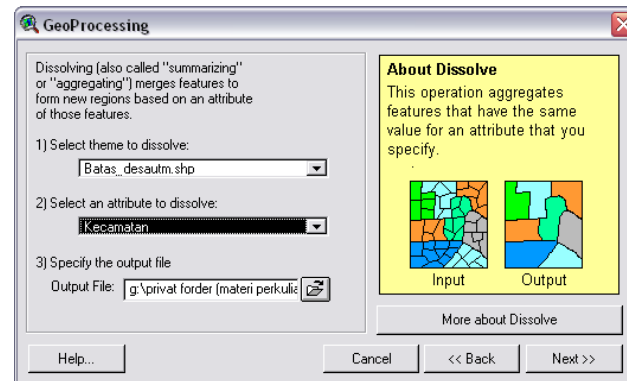 GeoProcessing
Dissolving (also called "summarizing"
or "aggregating") merges features to
form new regions based on an attribute
of those features.
1) Select theme to dissolve:
Batas_desautm.shp
2) Select an attribute to dissolve:
Kecamatan
3) Specify the output file
Output File: g:\privat forder (materi perkulia
About Dissolve
This operation aggregates
features that have the same
value for an attribute that you
specify.
Input Output
More about Dissolve
Help... Cancel << Back Next >>